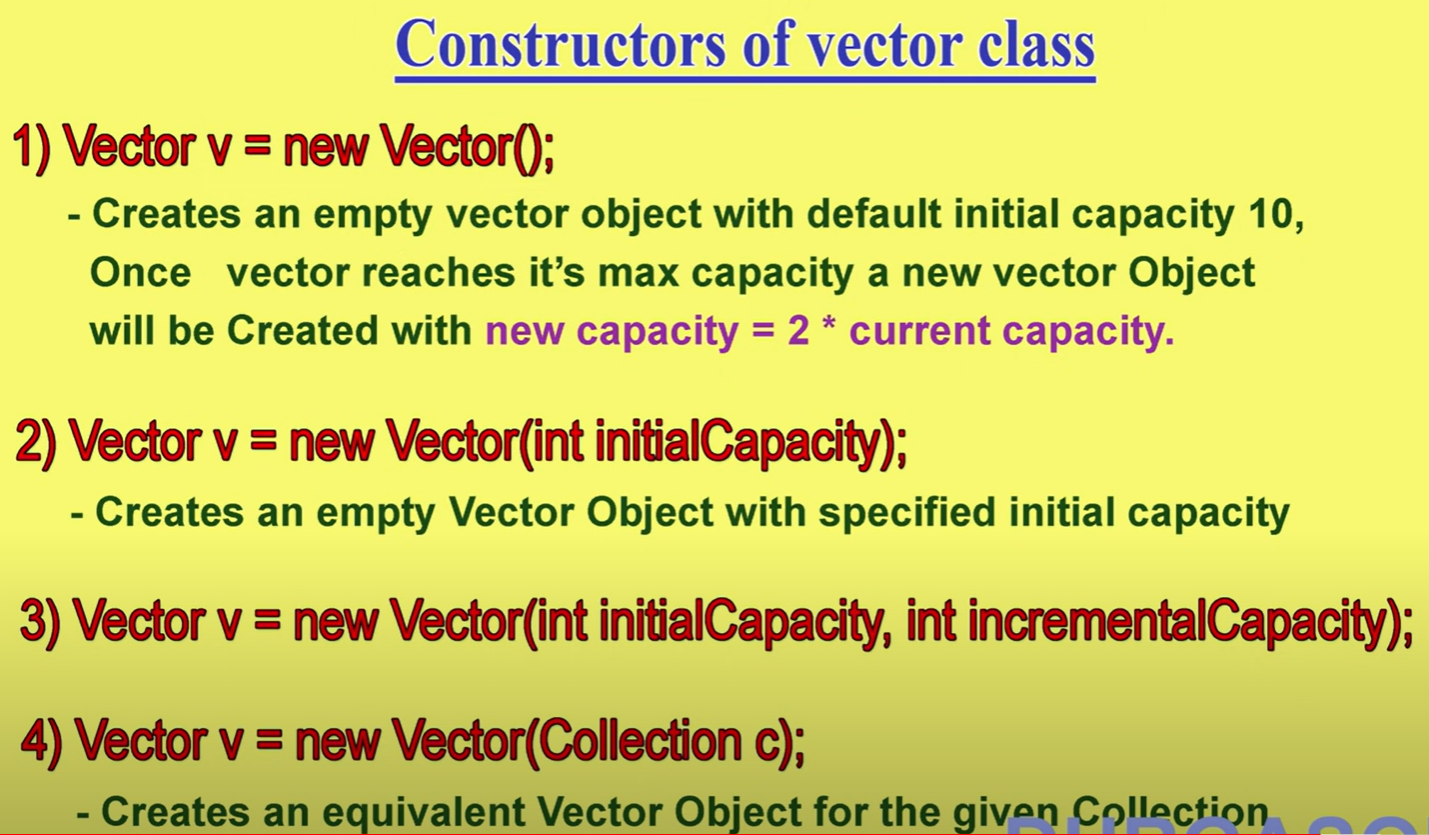 Constructors of vector class
1) Vector v = new Vector();
- Creates an empty vector object with default initial capacity 10,
Once vector reaches it's max capacity a new vector Object
will be Created with new capacity = 2 * current capacity.
2) Vector v = new Vector(int initialCapacity);
- Creates an empty Vector Object with specified initial capacity
3) Vector v = new Vector(int initialCapacity, int incrementalCapacity);
4) Vector v = new Vector(Collection c);
- Creates an equivalent Vector Object for the given Collection